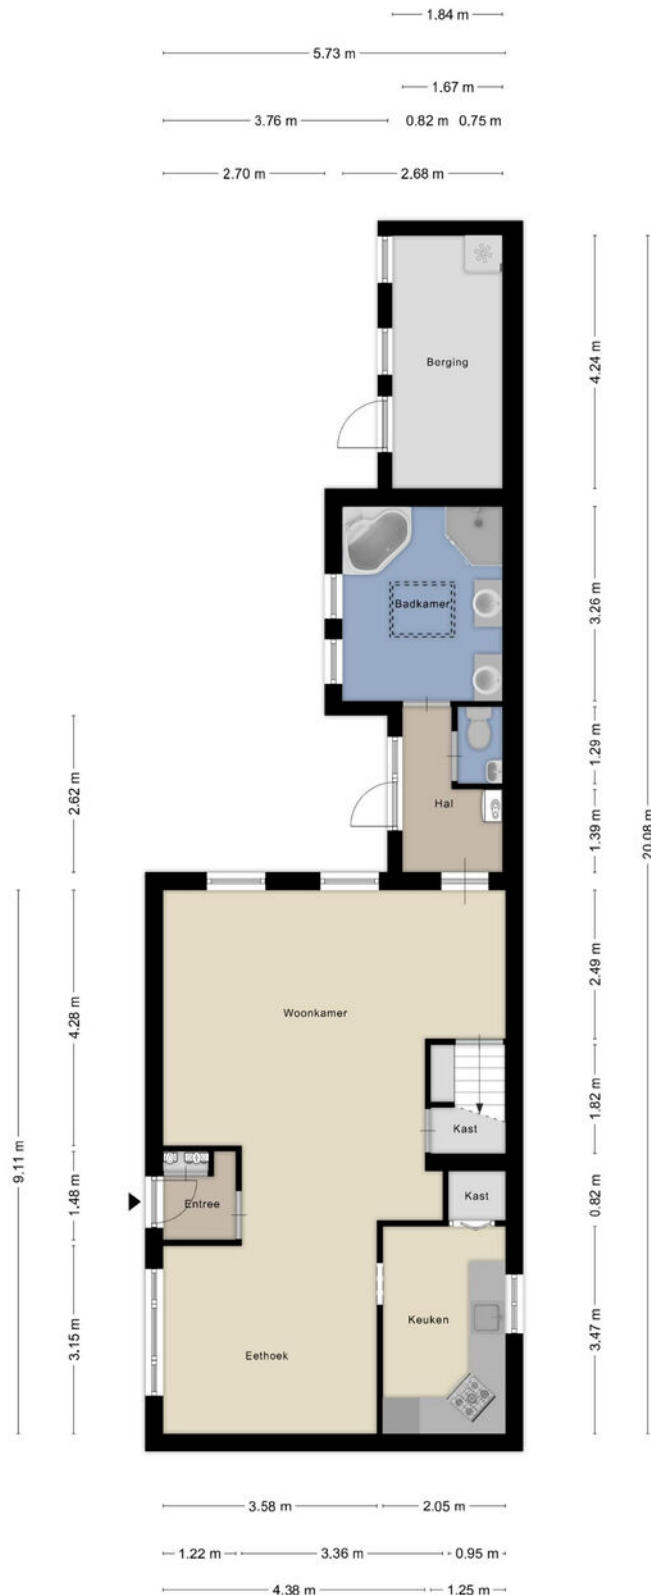 1.84 m
5.73 m
1.67 m
3.76 m 0.82 m 0.75 m
2.70 m 2.68 m
Berging
4.24 m
Badkamer
3.26 m
1.29 m
Hal
2.62 m
1.39 m
20.08 m
Woonkamer
2.49 m
4.28 m
1.82 m
Kast
9.11 m
1.48 m
Entree
Kast
0.82 m
Keuken
3.47 m
Eethoek
3.15 m
3.58 m 2.05 m
1.22 m 3.36 m 0.95 m
4.38 m 1.25 m